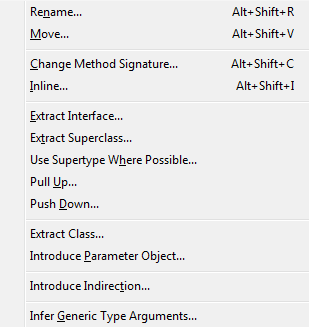 Rename... Alt+Shift+R
Move... Alt+Shift+V
Change Method Signature... Alt+Shift+C
Inline... Alt+Shift+I
Extract Interface...
Extract Superclass...
Use Supertype Where Possible...
Pull Up...
Push Down...
Extract Class...
Introduce Parameter Object...
Introduce Indirection...
Infer Generic Type Arguments...